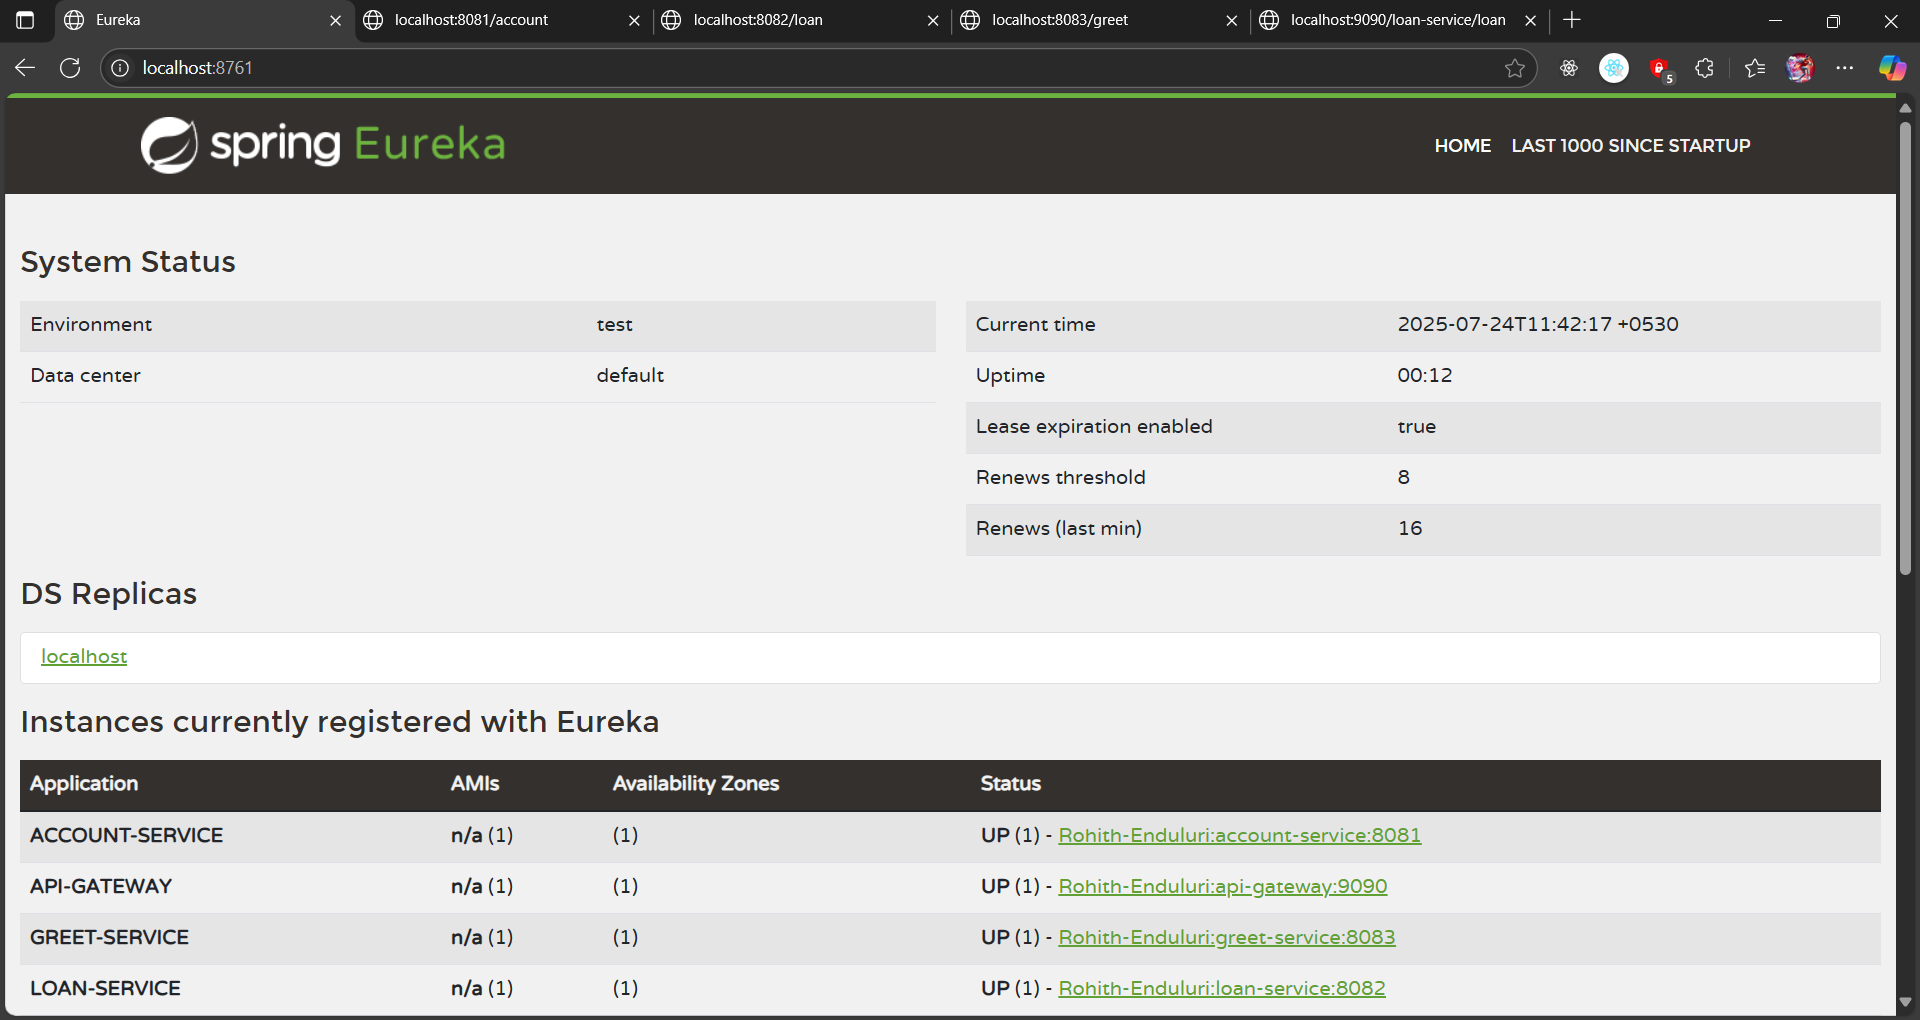 Eureka
localhost:8081/account
localhost:8082/loan
localhost:8083/greet
localhost:9090/loan-service/loan
localhost:8761
5
spring Eureka
HOME LAST 1000 SINCE STARTUP
System Status
Environment test
Data center default
Current time 2025-07-24T11:42:17 +0530
Uptime 00:12
Lease expiration enabled true
Renews threshold 8
Renews (last min) 16
DS Replicas
localhost
Instances currently registered with Eureka
Application AMIs Availability Zones Status
ACCOUNT-SERVICE n/a (1) (1) UP (1) - Rohith-Enduluri:account-service:8081
API-GATEWAY n/a (1) (1) UP (1) - Rohith-Enduluri:api-gateway:9090
GREET-SERVICE n/a (1) (1) UP (1) - Rohith-Enduluri:greet-service:8083
LOAN-SERVICE n/a (1) (1) UP (1) - Rohith-Enduluri:loan-service:8082